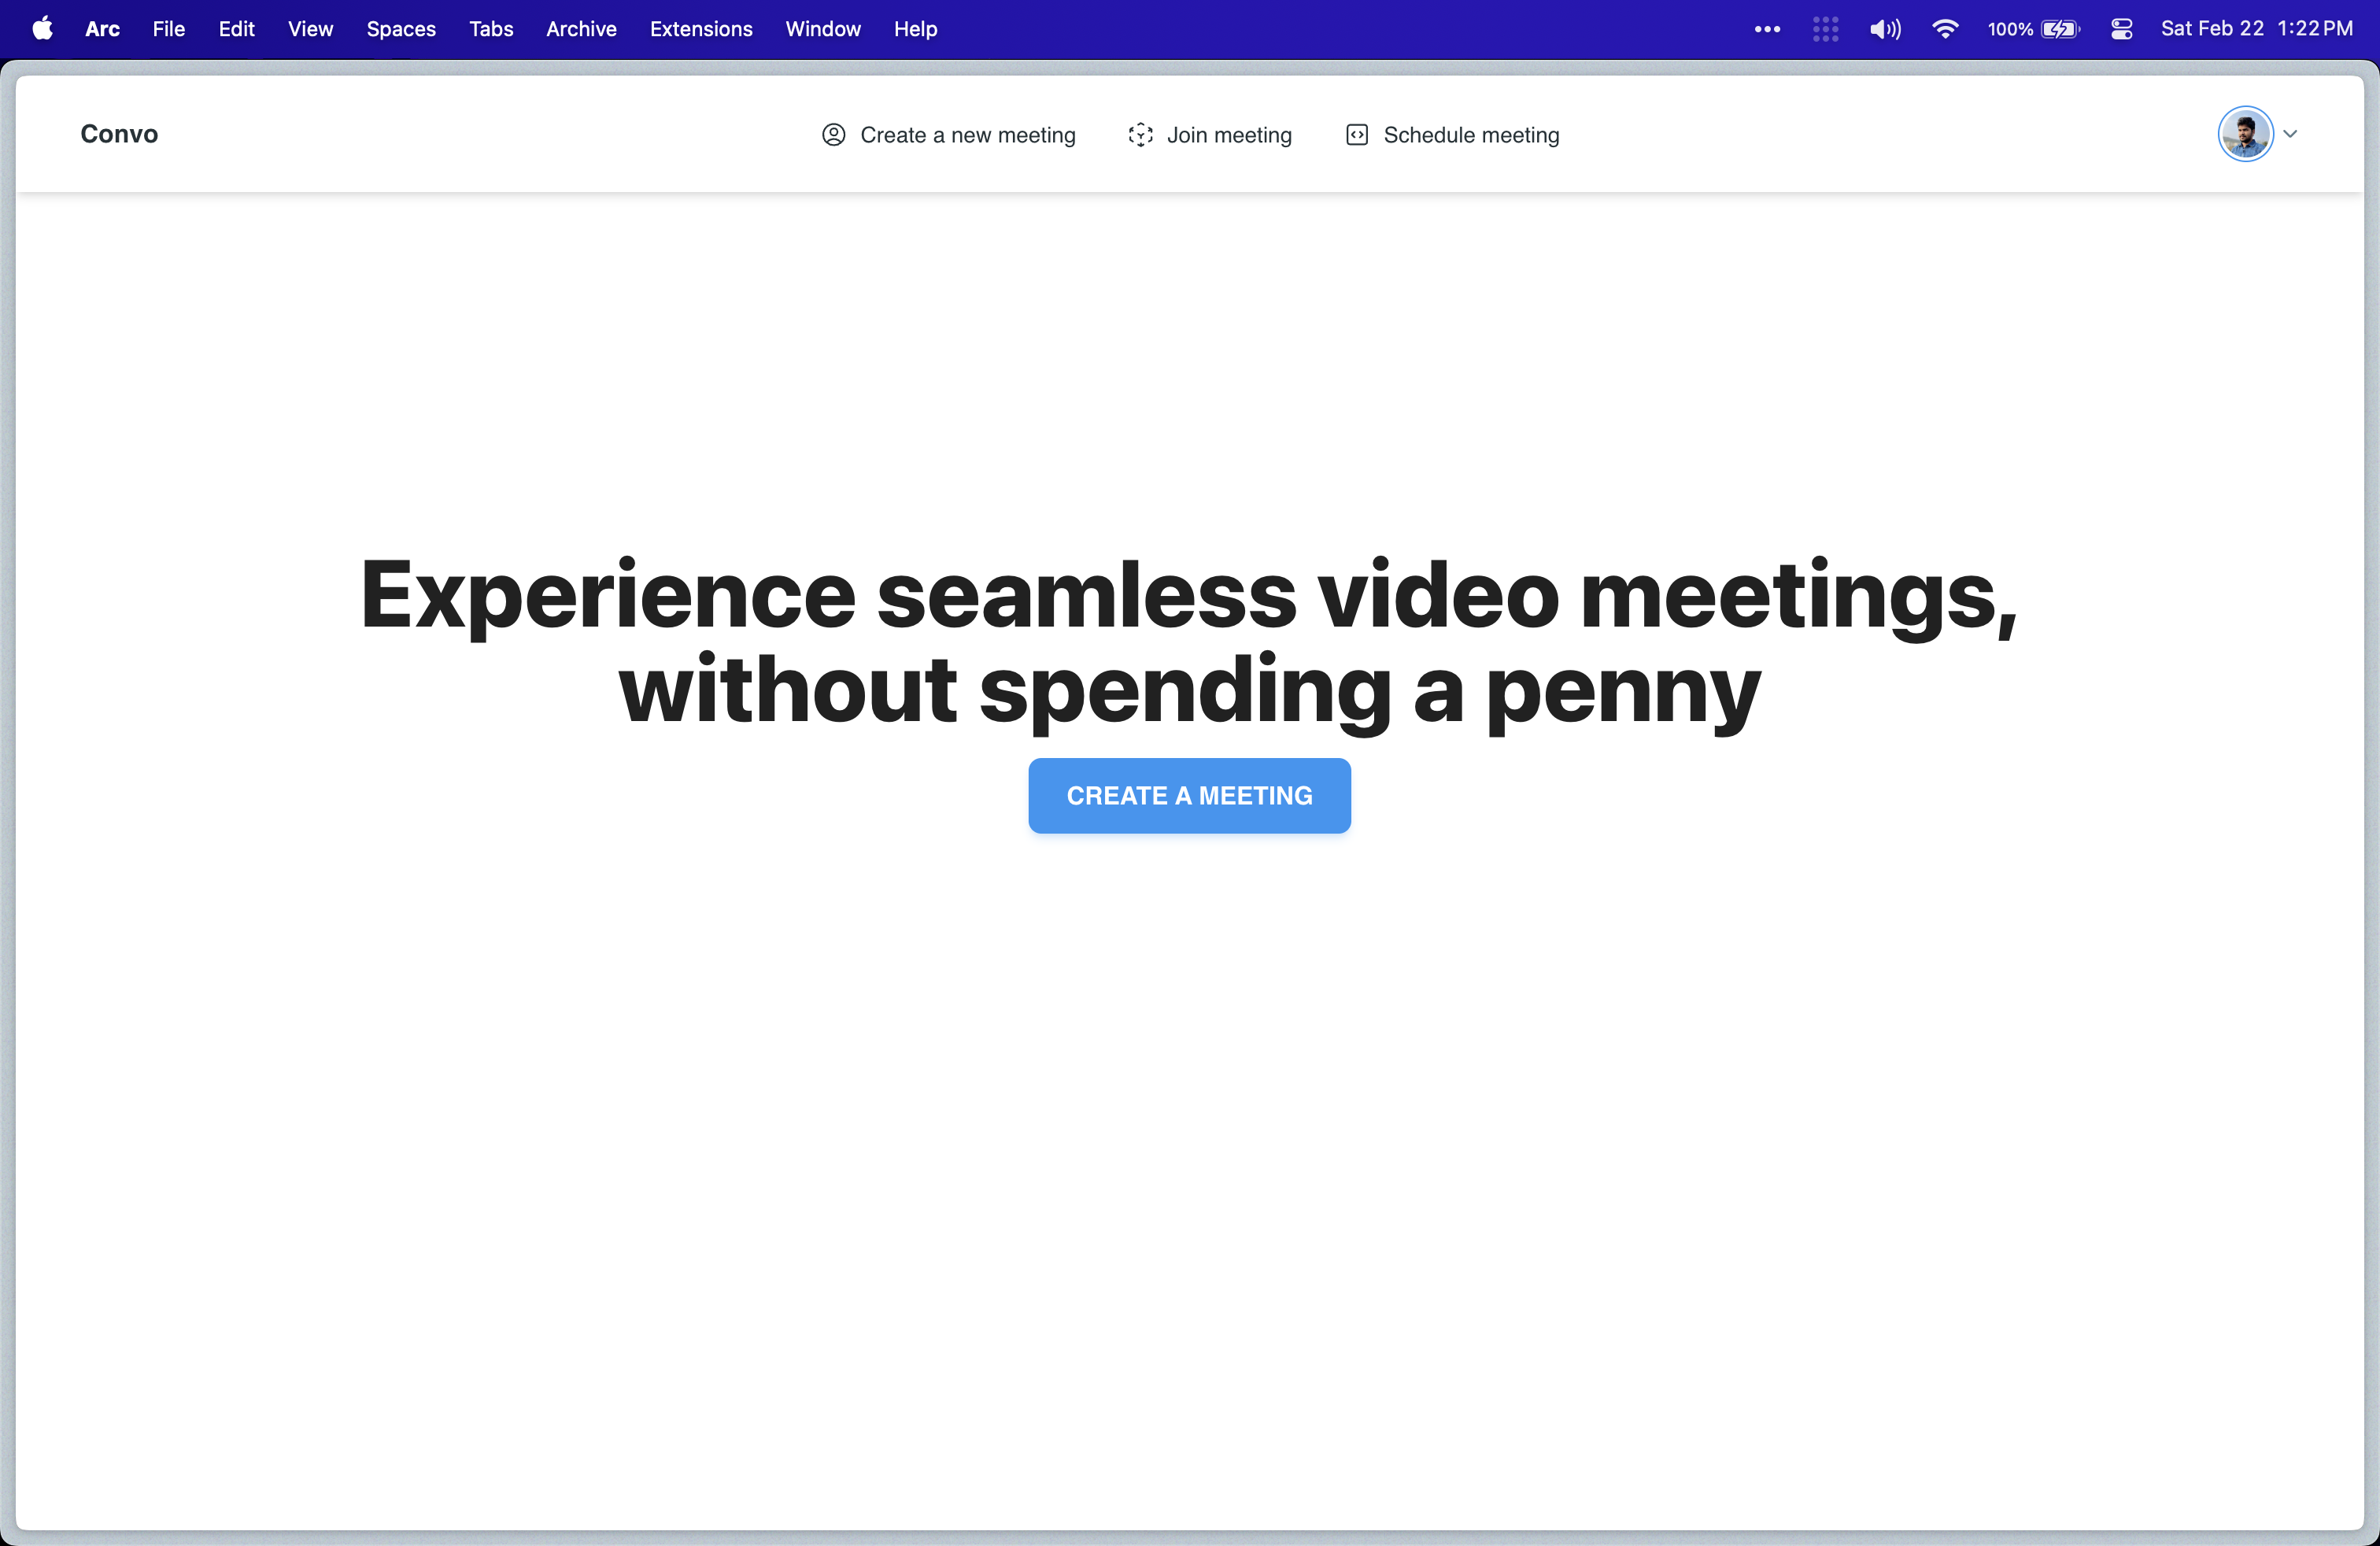 Arc File Edit View Spaces Tabs Archive Extensions Window Help 100% Sat Feb 22 1:22 PM
Convo Create a new meeting Join meeting Schedule meeting
Experience seamless video meetings,
without spending a penny
CREATE A MEETING